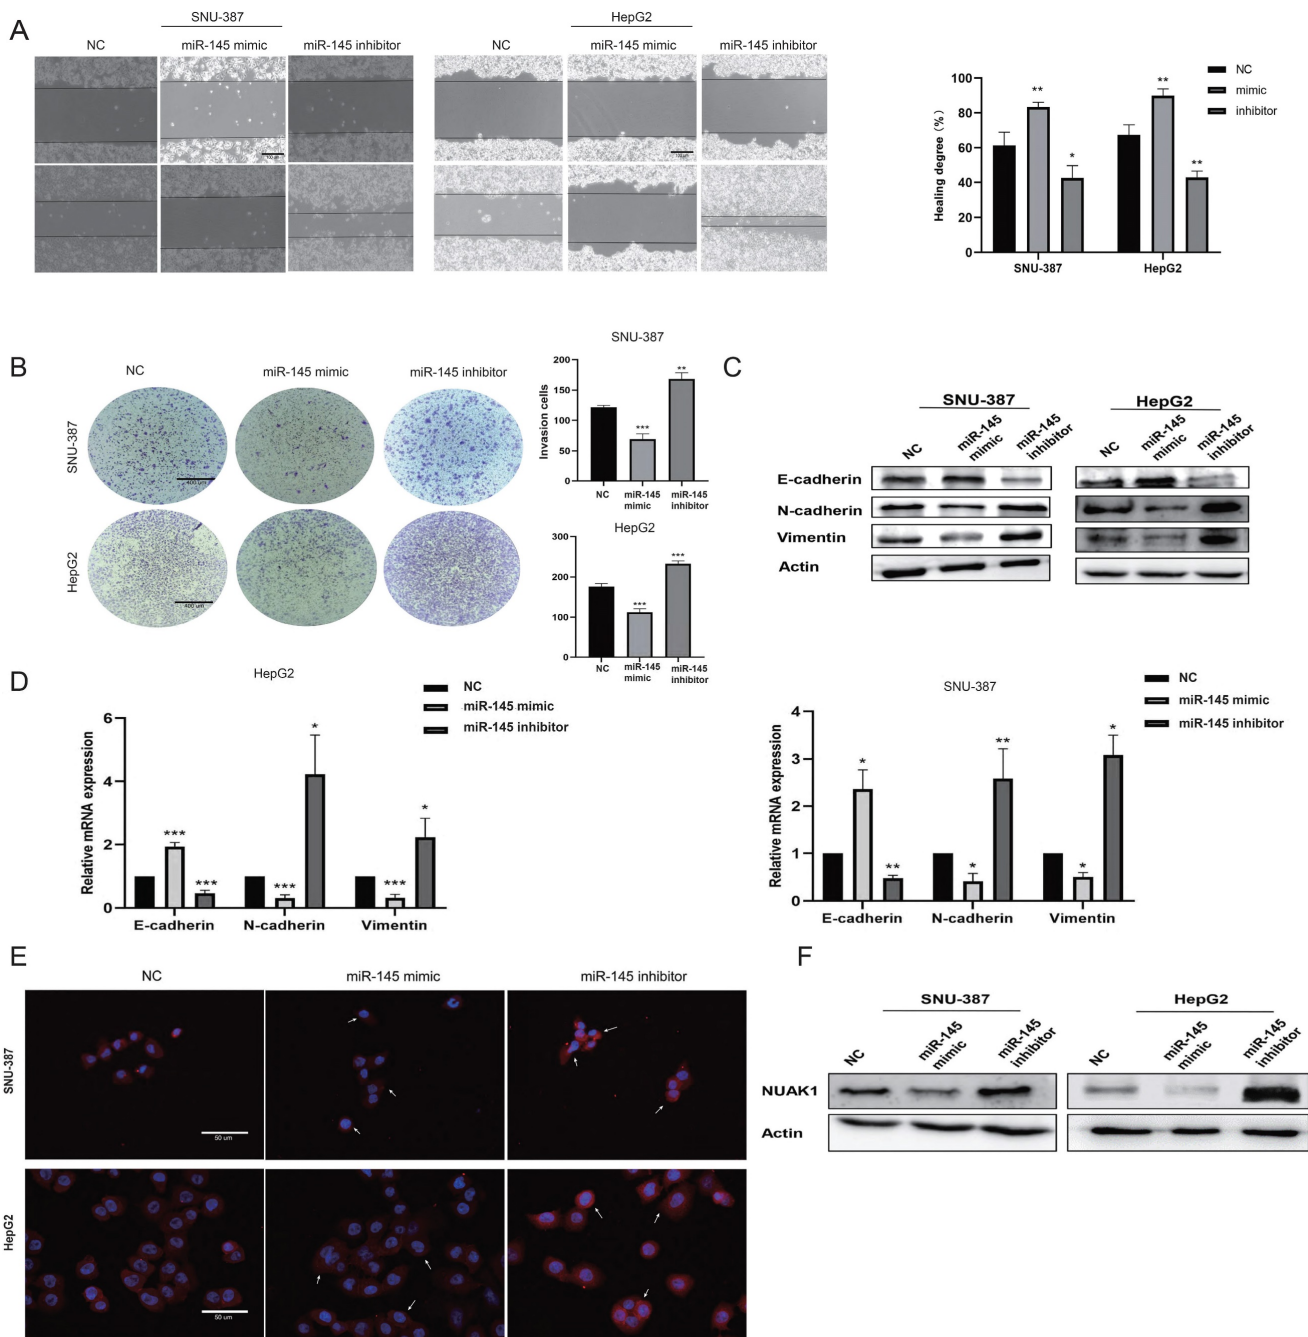 A
SNU-387
HepG2
NC
miR-145 mimic
miR-145 inhibitor
NC
miR-145 mimic
miR-145 inhibitor
100 um
100 um
NC
mimic
inhibitor
Healing degree (%)
100
80
60
40
20
0
SNU-387
HepG2
B
NC
miR-145 mimic
miR-145 inhibitor
SNU-387
400 um
HepG2
400 um
SNU-387
Invasion cells
200
150
100
50
0
***
**
NC
miR-145 mimic
miR-145 inhibitor
HepG2
300
200
100
0
***
***
NC
miR-145 mimic
miR-145 inhibitor
C
SNU-387
HepG2
NC
miR-145 mimic
miR-145 inhibitor
NC
miR-145 mimic
miR-145 inhibitor
E-cadherin
N-cadherin
Vimentin
Actin
D
HepG2
NC
miR-145 mimic
miR-145 inhibitor
Relative mRNA expression
6
4
2
0
***
***
***
*
***
*
E-cadherin
N-cadherin
Vimentin
SNU-387
NC
miR-145 mimic
miR-145 inhibitor
Relative mRNA expression
4
3
2
1
0
*
**
*
**
*
*
E-cadherin
N-cadherin
Vimentin
E
NC
miR-145 mimic
miR-145 inhibitor
SNU-387
50 um
HepG2
50 um
F
SNU-387
HepG2
NC
miR-145 mimic
miR-145 inhibitor
NC
miR-145 mimic
miR-145 inhibitor
NUAK1
Actin